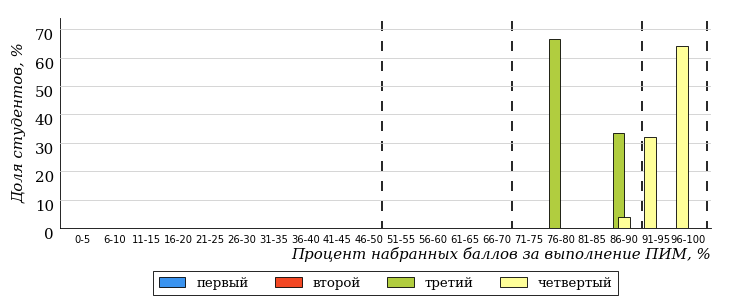 Доля студентов, %
70
60
50
40
30
20
10
0
0-5 6-10 11-15 16-20 21-25 26-30 31-35 36-40 41-45 46-50 51-55 56-60 61-65 66-70 71-75 76-80 81-85 86-90 91-95 96-100
Процент набранных баллов за выполнение ПИМ, %
первый второй третий четвертый